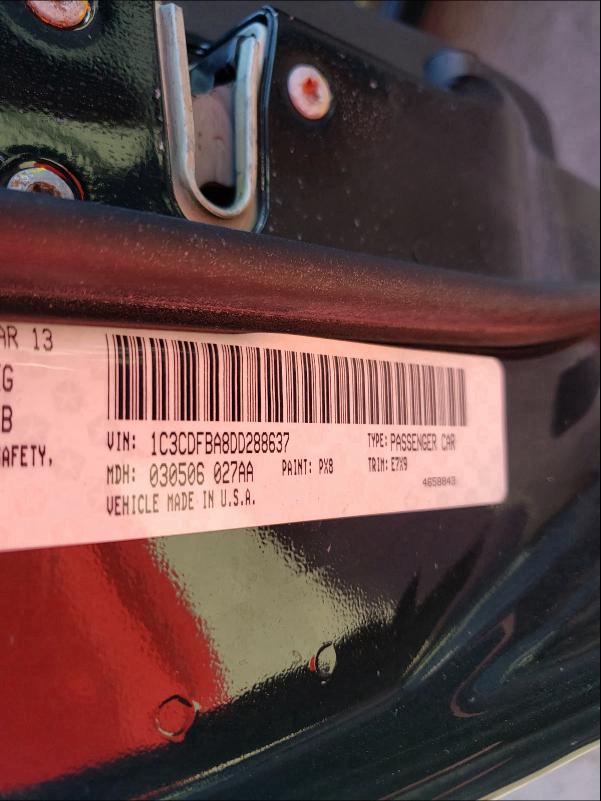 AR 13
G
B
AFETY,
VIN: 1C3CDFBA8DD288637 TYPE: PASSENGER CAR
MDH: 030506 027AA PAINT: PX8 TRIM: E7X9
4658843
VEHICLE MADE IN U.S.A.